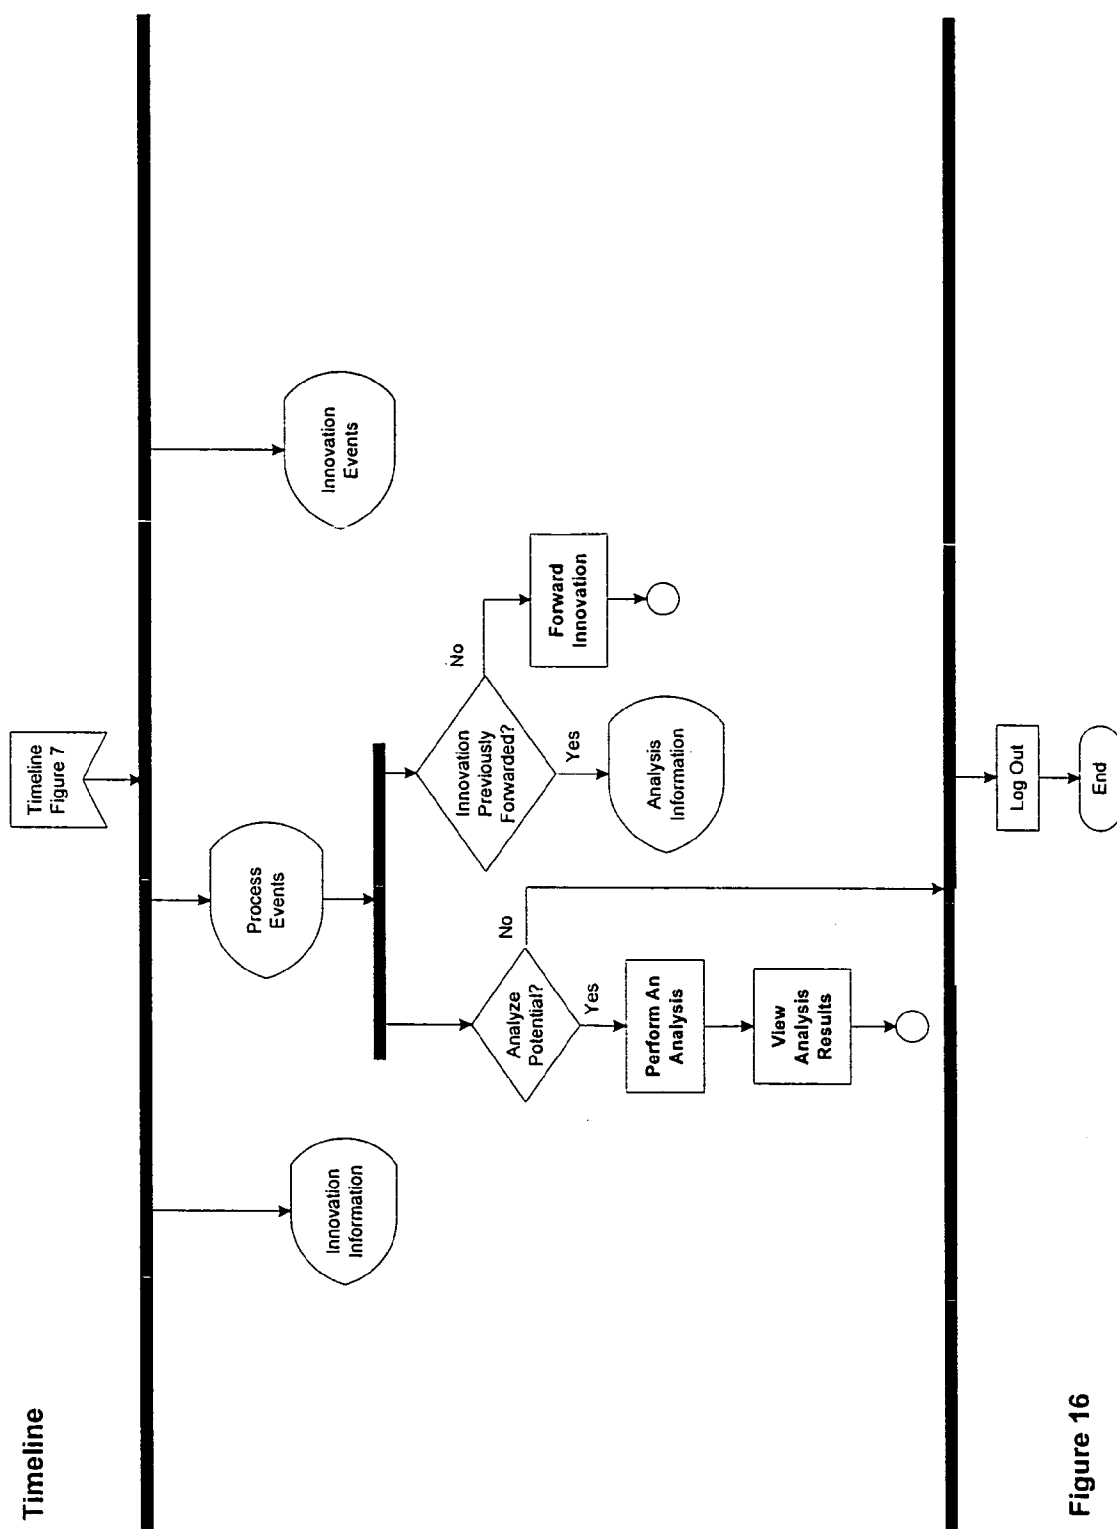 Timeline
Timeline
Figure 7
Innovation
Information
Process
Events
Innovation
Events
Analyze
Potential?
No
Yes
Innovation
Previously
Forwarded?
No
Yes
Perform An
Analysis
View
Analysis
Results
Analysis
Information
Forward
Innovation
Log Out
End
Figure 16